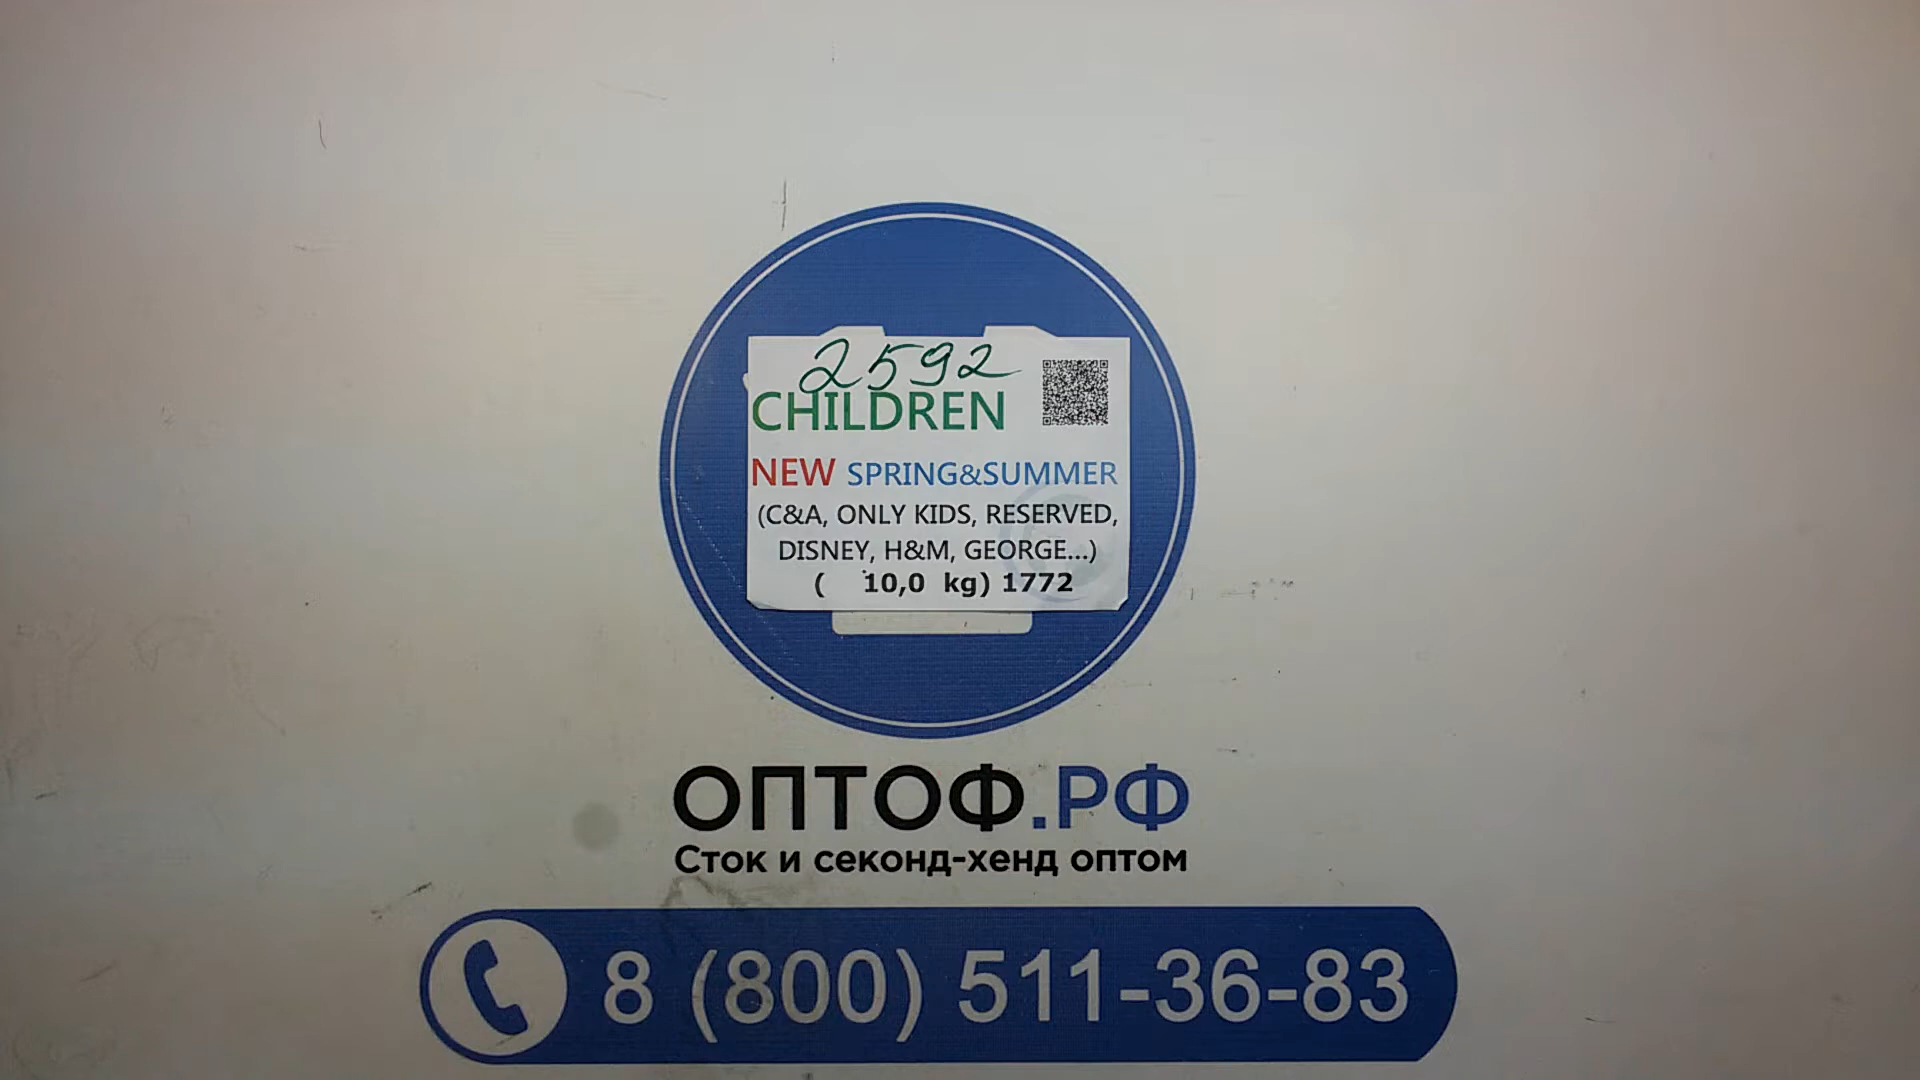 2592
CHILDREN
NEW SPRING&SUMMER
(C&A, ONLY KIDS, RESERVED,
DISNEY, H&M, GEORGE...)
( 10,0 kg) 1772
ОПТОФ.РФ
Сток и секонд-хенд оптом
8 (800) 511-36-83